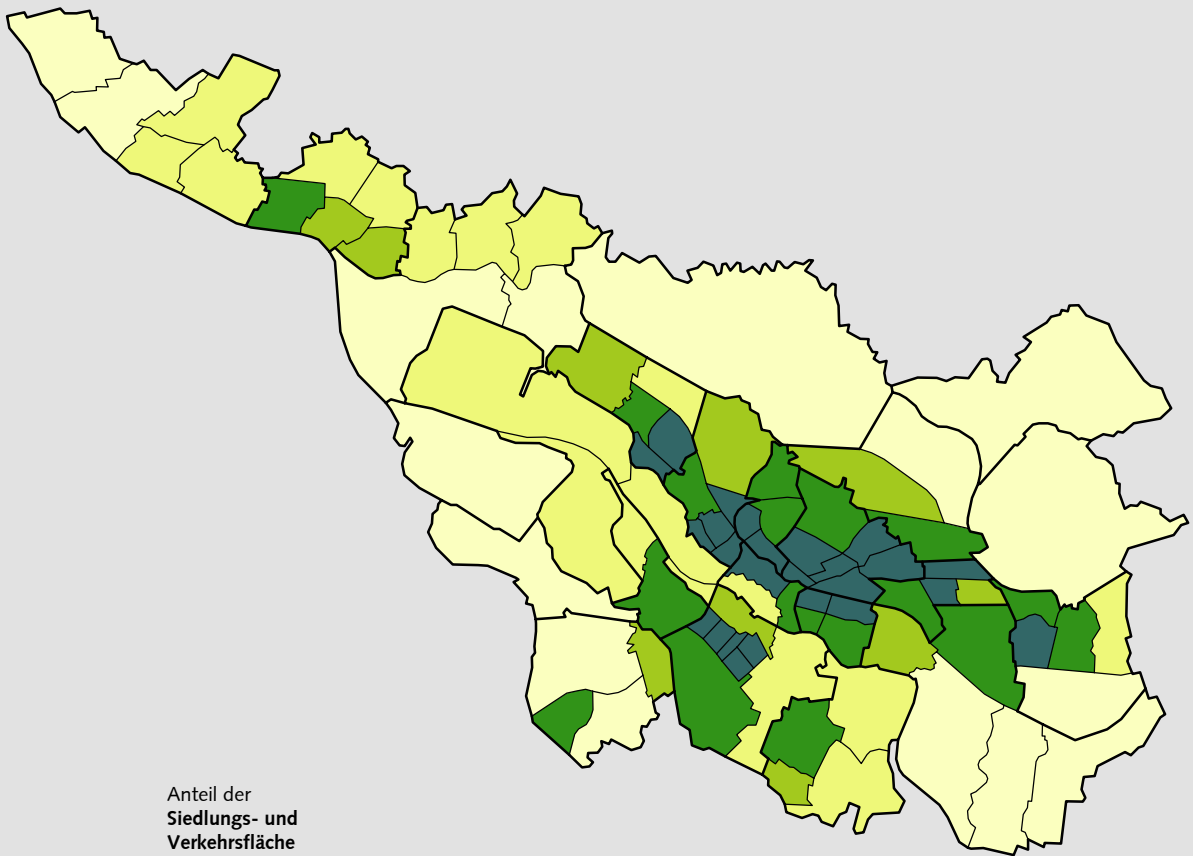 Anteil der
Siedlungs- und
Verkehrsfläche